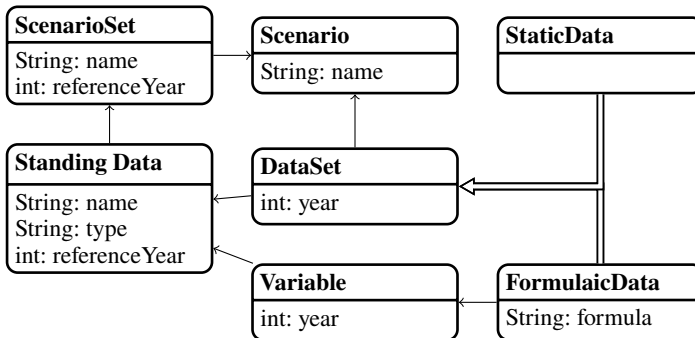 ScenarioSet
String: name
int: referenceYear
Scenario
String: name
StaticData
Standing Data
String: name
String: type
int: referenceYear
DataSet
int: year
Variable
int: year
FormulaicData
String: formula